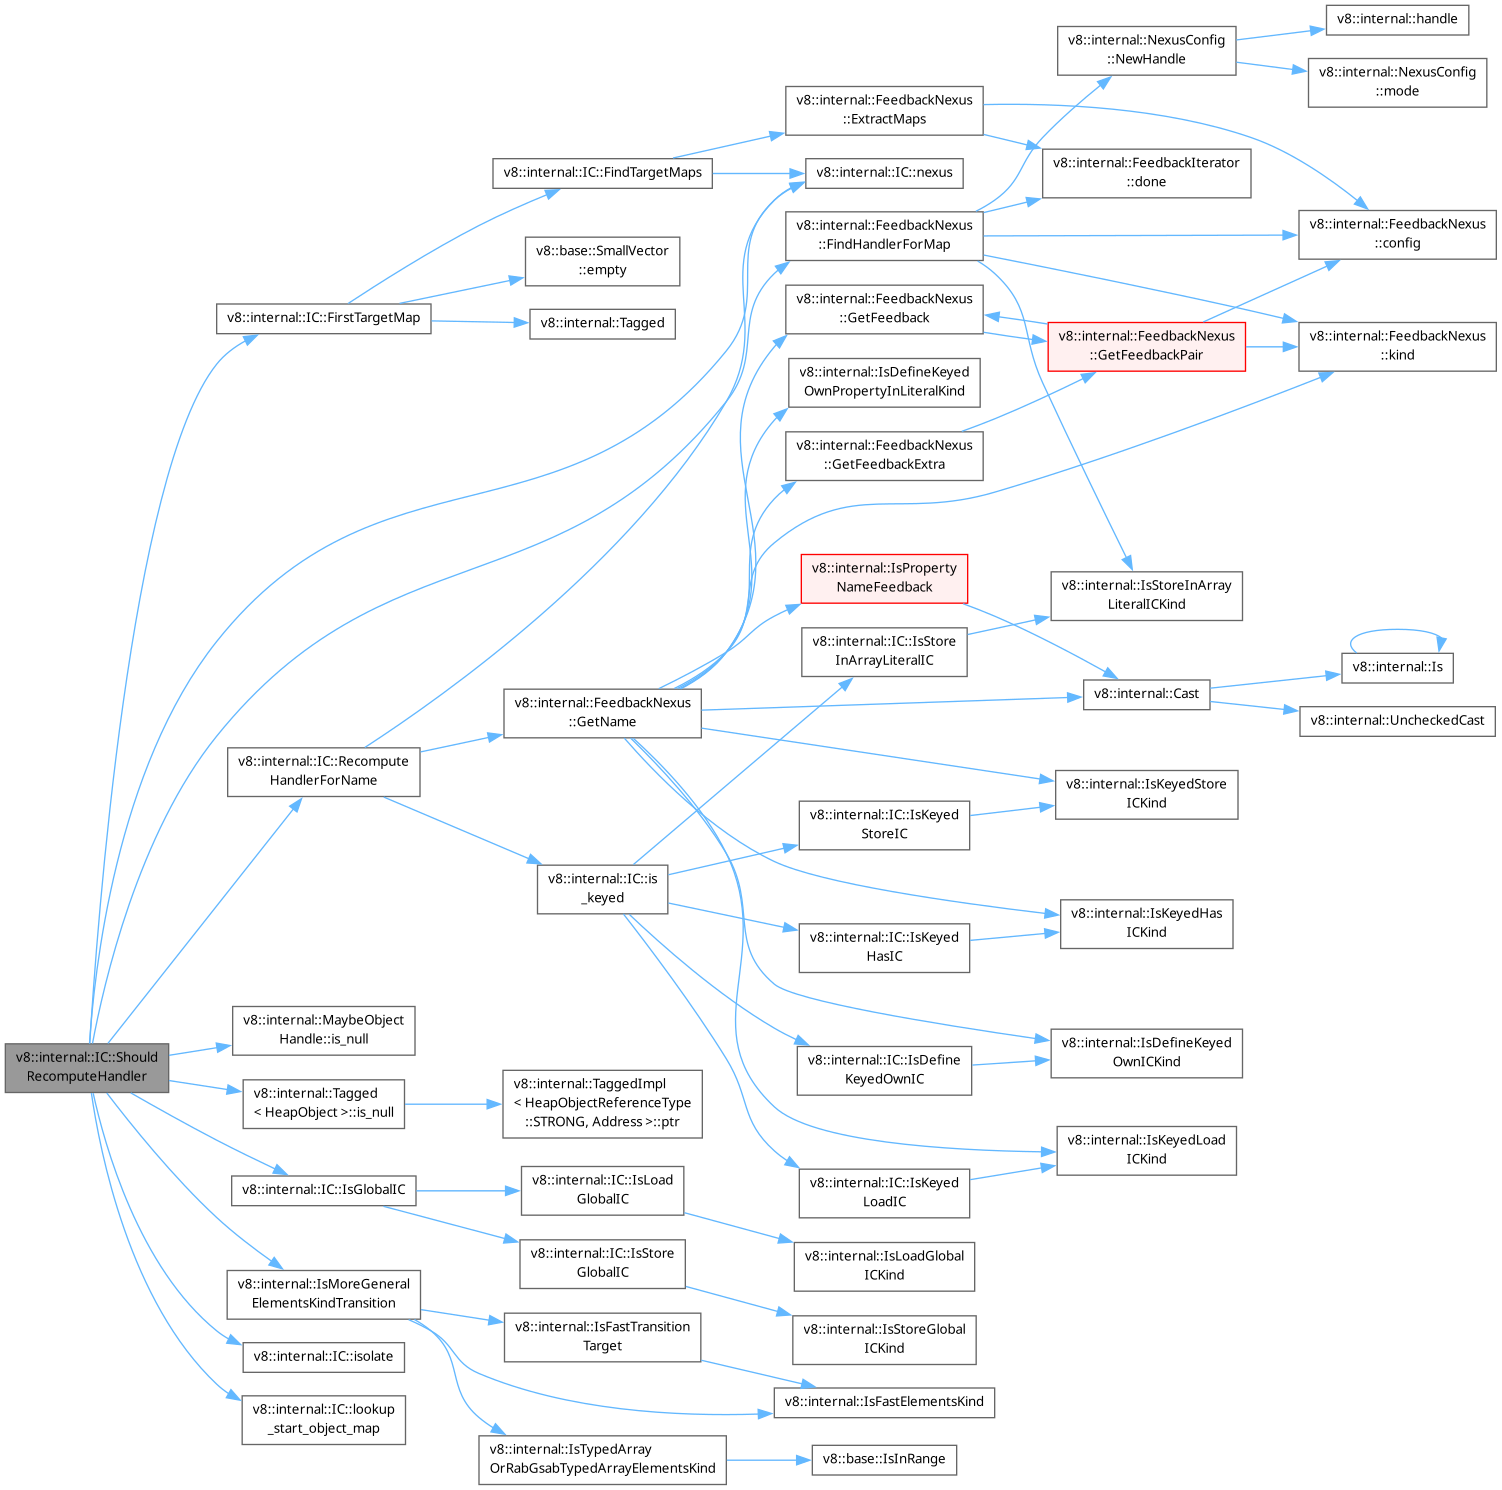 v8::internal::IC::Should
RecomputeHandler
v8::internal::IC::FirstTargetMap
v8::internal::IC::Recompute
HandlerForName
v8::internal::MaybeObject
Handle::is_null
v8::internal::Tagged
< HeapObject >::is_null
v8::internal::IC::IsGlobalIC
v8::internal::IsMoreGeneral
ElementsKindTransition
v8::internal::IC::isolate
v8::internal::IC::lookup
_start_object_map
v8::internal::IC::FindTargetMaps
v8::base::SmallVector
::empty
v8::internal::Tagged
v8::internal::FeedbackNexus
::GetName
v8::internal::IC::is
_keyed
v8::internal::TaggedImpl
< HeapObjectReferenceType
::STRONG, Address >::ptr
v8::internal::IC::IsLoad
GlobalIC
v8::internal::IC::IsStore
GlobalIC
v8::internal::IsFastTransition
Target
v8::internal::IsTypedArray
OrRabGsabTypedArrayElementsKind
v8::internal::FeedbackNexus
::ExtractMaps
v8::internal::IC::nexus
v8::internal::FeedbackNexus
::FindHandlerForMap
v8::internal::FeedbackNexus
::GetFeedback
v8::internal::IsDefineKeyed
OwnPropertyInLiteralKind
v8::internal::FeedbackNexus
::GetFeedbackExtra
v8::internal::IsProperty
NameFeedback
v8::internal::IC::IsStore
InArrayLiteralIC
v8::internal::IC::IsKeyed
StoreIC
v8::internal::IC::IsKeyed
HasIC
v8::internal::IC::IsDefine
KeyedOwnIC
v8::internal::IC::IsKeyed
LoadIC
v8::internal::IsLoadGlobal
ICKind
v8::internal::IsStoreGlobal
ICKind
v8::internal::IsFastElementsKind
v8::base::IsInRange
v8::internal::NexusConfig
::NewHandle
v8::internal::FeedbackIterator
::done
v8::internal::FeedbackNexus
::GetFeedbackPair
v8::internal::IsStoreInArray
LiteralICKind
v8::internal::Cast
v8::internal::IsKeyedStore
ICKind
v8::internal::IsKeyedHas
ICKind
v8::internal::IsDefineKeyed
OwnICKind
v8::internal::IsKeyedLoad
ICKind
v8::internal::handle
v8::internal::NexusConfig
::mode
v8::internal::FeedbackNexus
::config
v8::internal::FeedbackNexus
::kind
v8::internal::Is
v8::internal::UncheckedCast